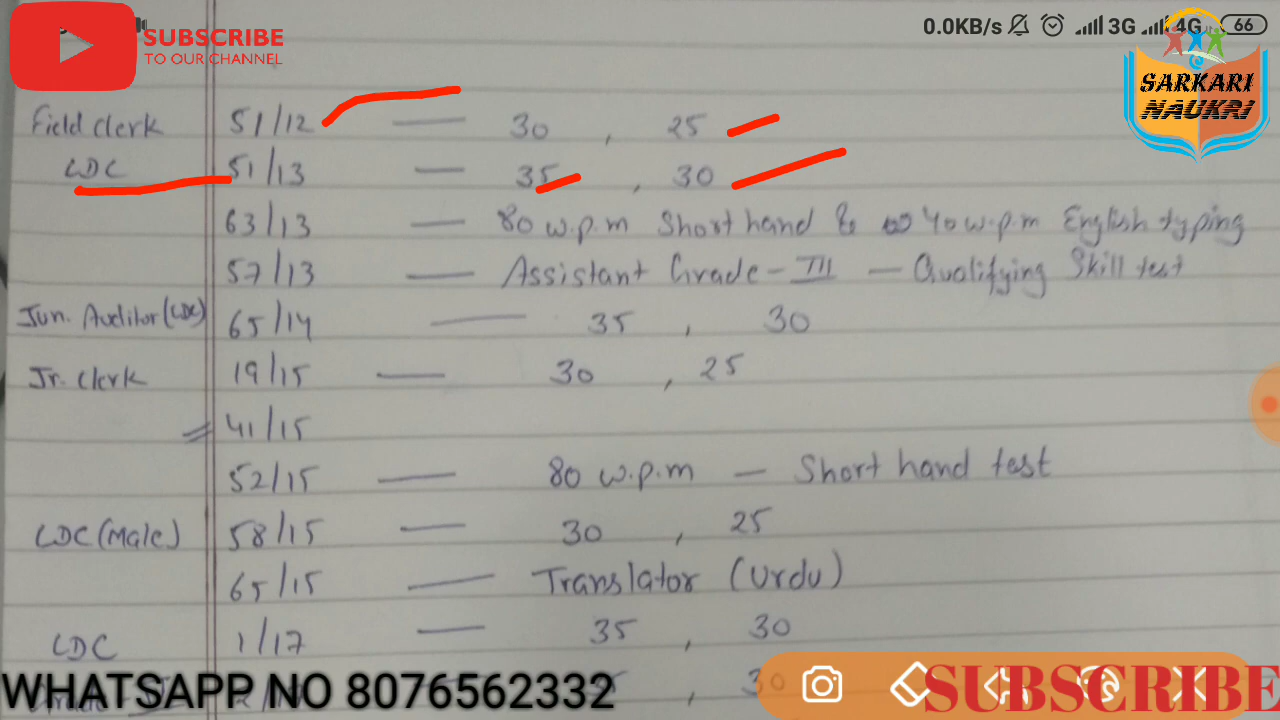 SUBSCRIBE
TO OUR CHANNEL
0.0KB/s 3G 4G 66
SARKARI
NAUKRI
Field clerk 51/12 — 30 , 25
LDC 51/13 — 35 , 30
63/13 — 80 w.p.m Short hand & 40 w.p.m English typing
57/13 — Assistant Grade-III — Qualifying Skill test
Jun. Auditor (LDC) 65/14 — 35 , 30
Jr. Clerk 19/15 — 30 , 25
41/15
52/15 — 80 w.p.m — Short hand test
LDC (Male) 58/15 — 30 , 25
65/15 — Translator (Urdu)
LDC 1/17 — 35 , 30
, 30
WHATSAPP NO 8076562332
SUBSCRIBE